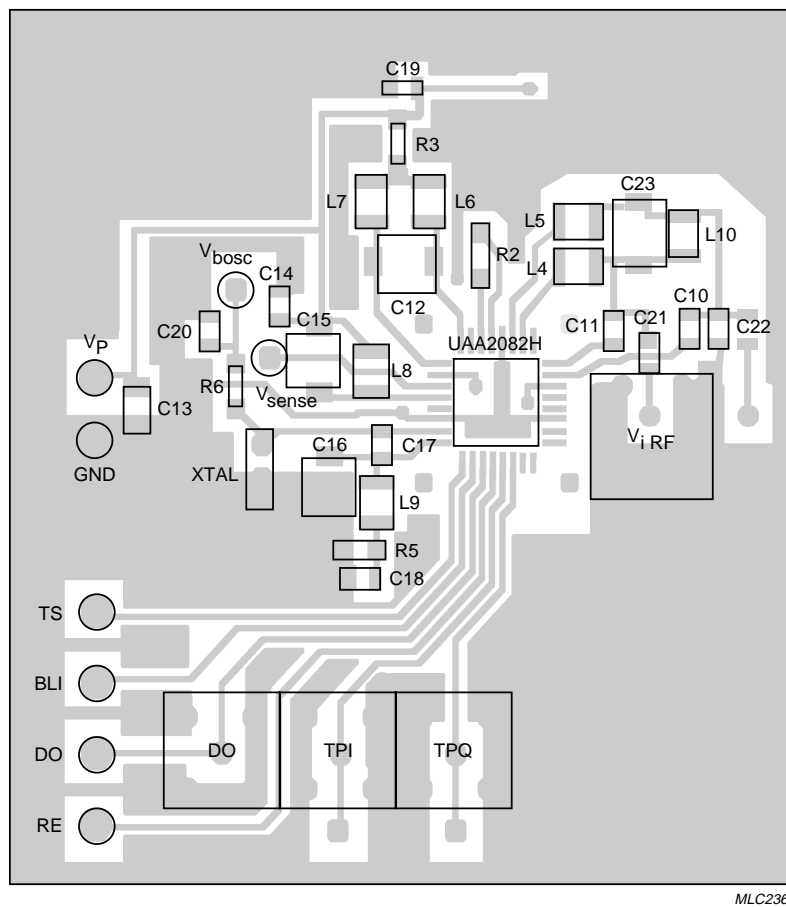 C19
R3
L7
L6
C23
L5
L10
R2
V bosc
L4
C14
C12
C15
C21
C10
C20
C11
C22
UAA2082H
VP
L8
R6
Vsense
C13
Vi RF
C17
C16
GND
XTAL
L9
R5
C18
TS
BLI
DO
DO
TPI
TPQ
RE
MLC236